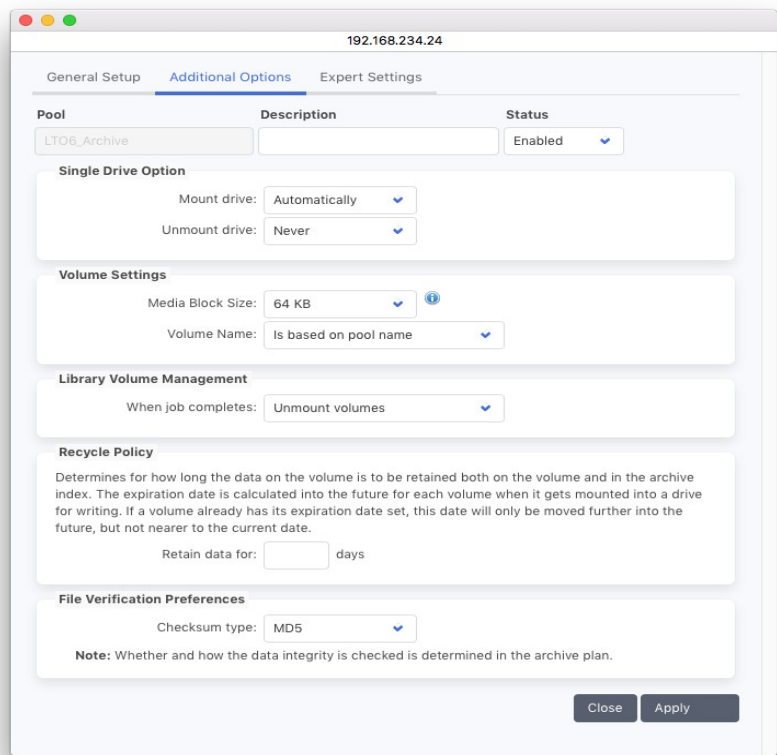 192.168.234.24
General Setup Additional Options Expert Settings
Pool Description Status
LTO6_Archive Enabled
Single Drive Option
Mount drive: Automatically
Unmount drive: Never
Volume Settings
Media Block Size: 64 KB
Volume Name: Is based on pool name
Library Volume Management
When job completes: Unmount volumes
Recycle Policy
Determines for how long the data on the volume is to be retained both on the volume and in the archive
index. The expiration date is calculated into the future for each volume when it gets mounted into a drive
for writing. If a volume already has its expiration date set, this date will only be moved further into the
future, but not nearer to the current date.
Retain data for: days
File Verification Preferences
Checksum type: MD5
Note: Whether and how the data integrity is checked is determined in the archive plan.
Close Apply